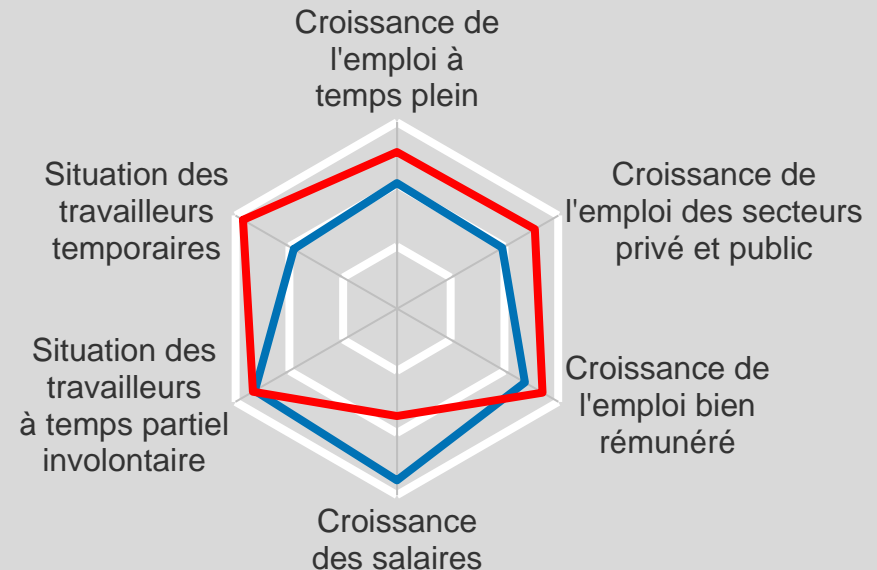 Croissance de
l'emploi à
temps plein
Situation des
travailleurs
temporaires
Croissance de
l'emploi des secteurs
privé et public
Situation des
travailleurs
à temps partiel
involontaire
Croissance de
l'emploi bien
rémunéré
Croissance
des salaires